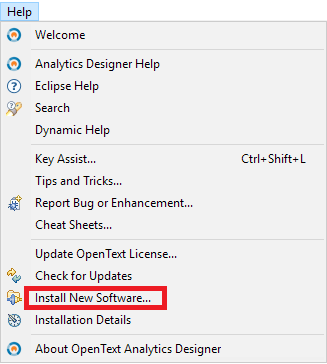 Help
Welcome
Analytics Designer Help
Eclipse Help
Search
Dynamic Help
Key Assist... Ctrl+Shift+L
Tips and Tricks...
Report Bug or Enhancement...
Cheat Sheets...
Update OpenText License...
Check for Updates
Install New Software...
Installation Details
About OpenText Analytics Designer